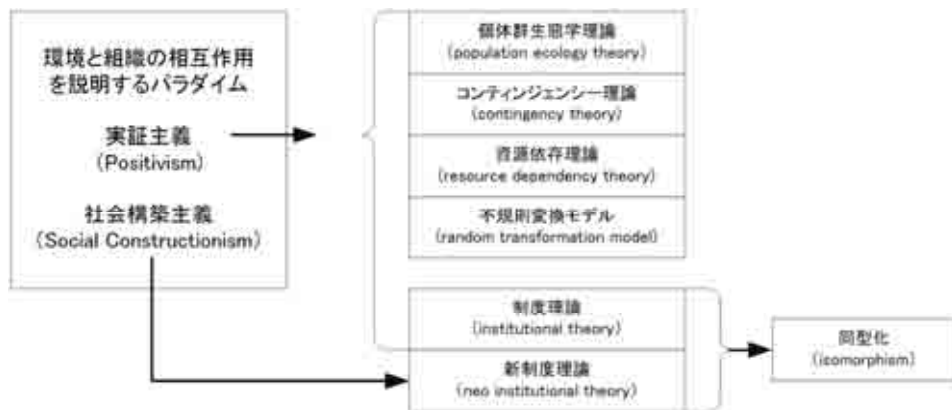 環境と組織の相互作用
を説明するパラダイム
実証主義
(Positivism)
社会構築主義
(Social Constructionism)
個体群生態学理論
(population ecology theory)
コンティンジェンシー理論
(contingency theory)
資源依存理論
(resource dependency theory)
不規則変換モデル
(random transformation model)
制度理論
(institutional theory)
新制度理論
(neo institutional theory)
同型化
(isomorphism)